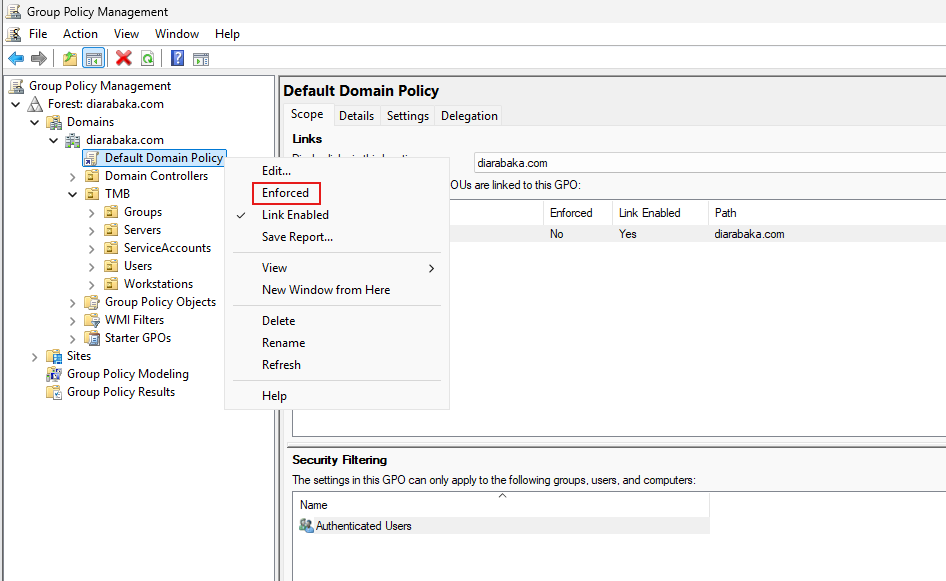 Group Policy Management
File Action View Window Help
Group Policy Management
Forest: diarabaka.com
Domains
diarabaka.com
Default Domain Policy
Domain Controllers
TMB
Groups
Servers
ServiceAccounts
Users
Workstations
Group Policy Objects
WMI Filters
Starter GPOs
Sites
Group Policy Modeling
Group Policy Results
Edit...
Enforced
Link Enabled
Save Report...
View
New Window from Here
Delete
Rename
Refresh
Help
Default Domain Policy
Scope Details Settings Delegation
Links
diarabaka.com
OUs are linked to this GPO:
Enforced Link Enabled Path
No Yes diarabaka.com
Security Filtering
The settings in this GPO can only apply to the following groups, users, and computers:
Name
Authenticated Users